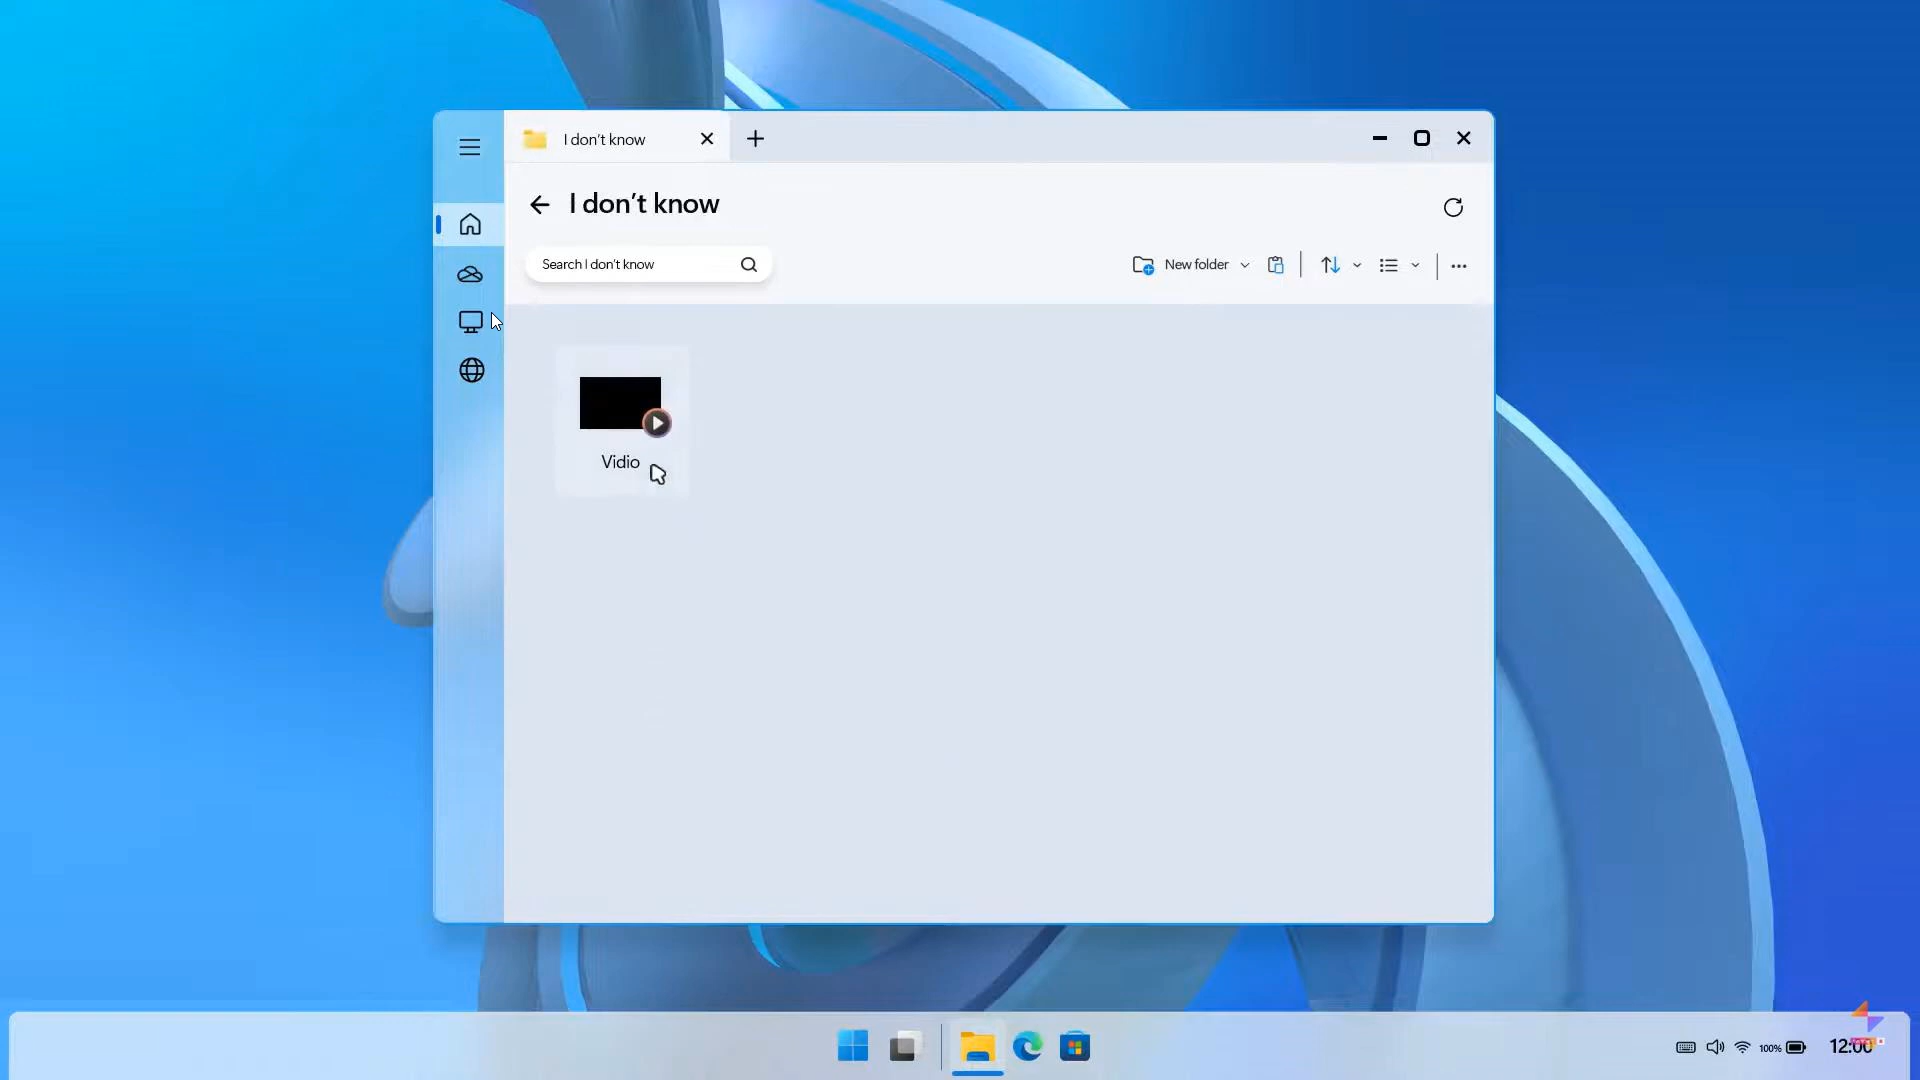 I don't know
I don't know
Search I don't know
New folder
Vidio
100%
12:00